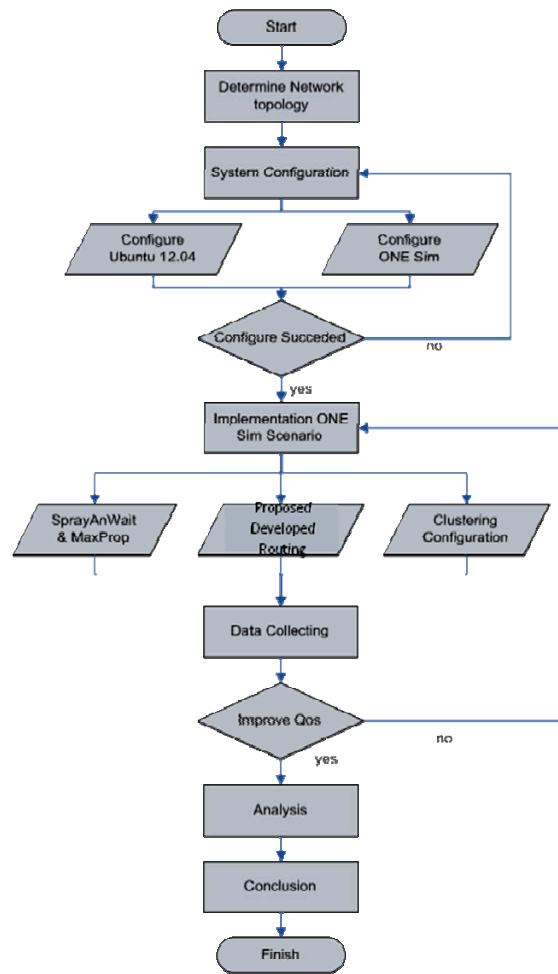 Start
Determine Network
topology
System Configuration
Configure
Ubuntu 12.04
Configure
ONE Sim
Configure Succeded
no
yes
Implementation ONE
Sim Scenario
SprayAnWait
& MaxProp
Proposed
Developed
Routing
Clustering
Configuration
Data Collecting
Improve Qos
no
yes
Analysis
Conclusion
Finish